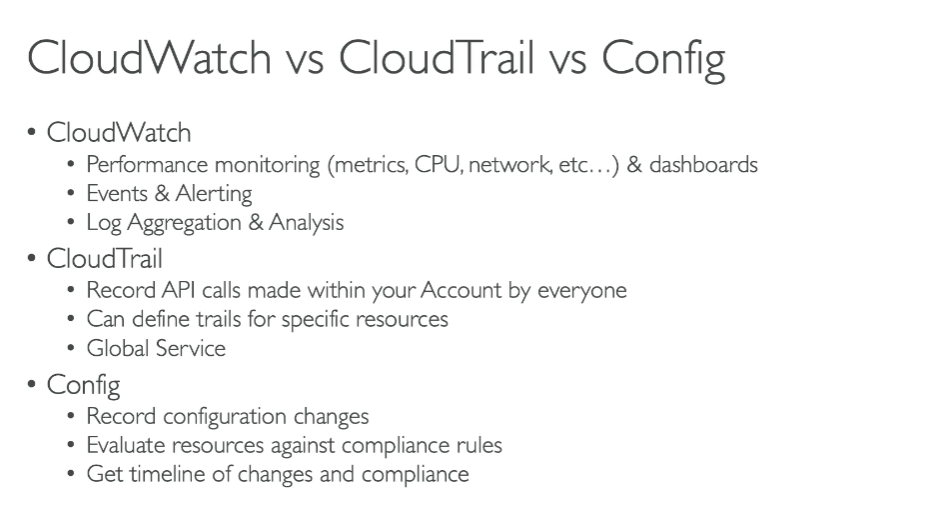 CloudWatch vs CloudTrail vs Config
• CloudWatch
• Performance monitoring (metrics, CPU, network, etc…) & dashboards
• Events & Alerting
• Log Aggregation & Analysis
• CloudTrail
• Record API calls made within your Account by everyone
• Can define trails for specific resources
• Global Service
• Config
• Record configuration changes
• Evaluate resources against compliance rules
• Get timeline of changes and compliance